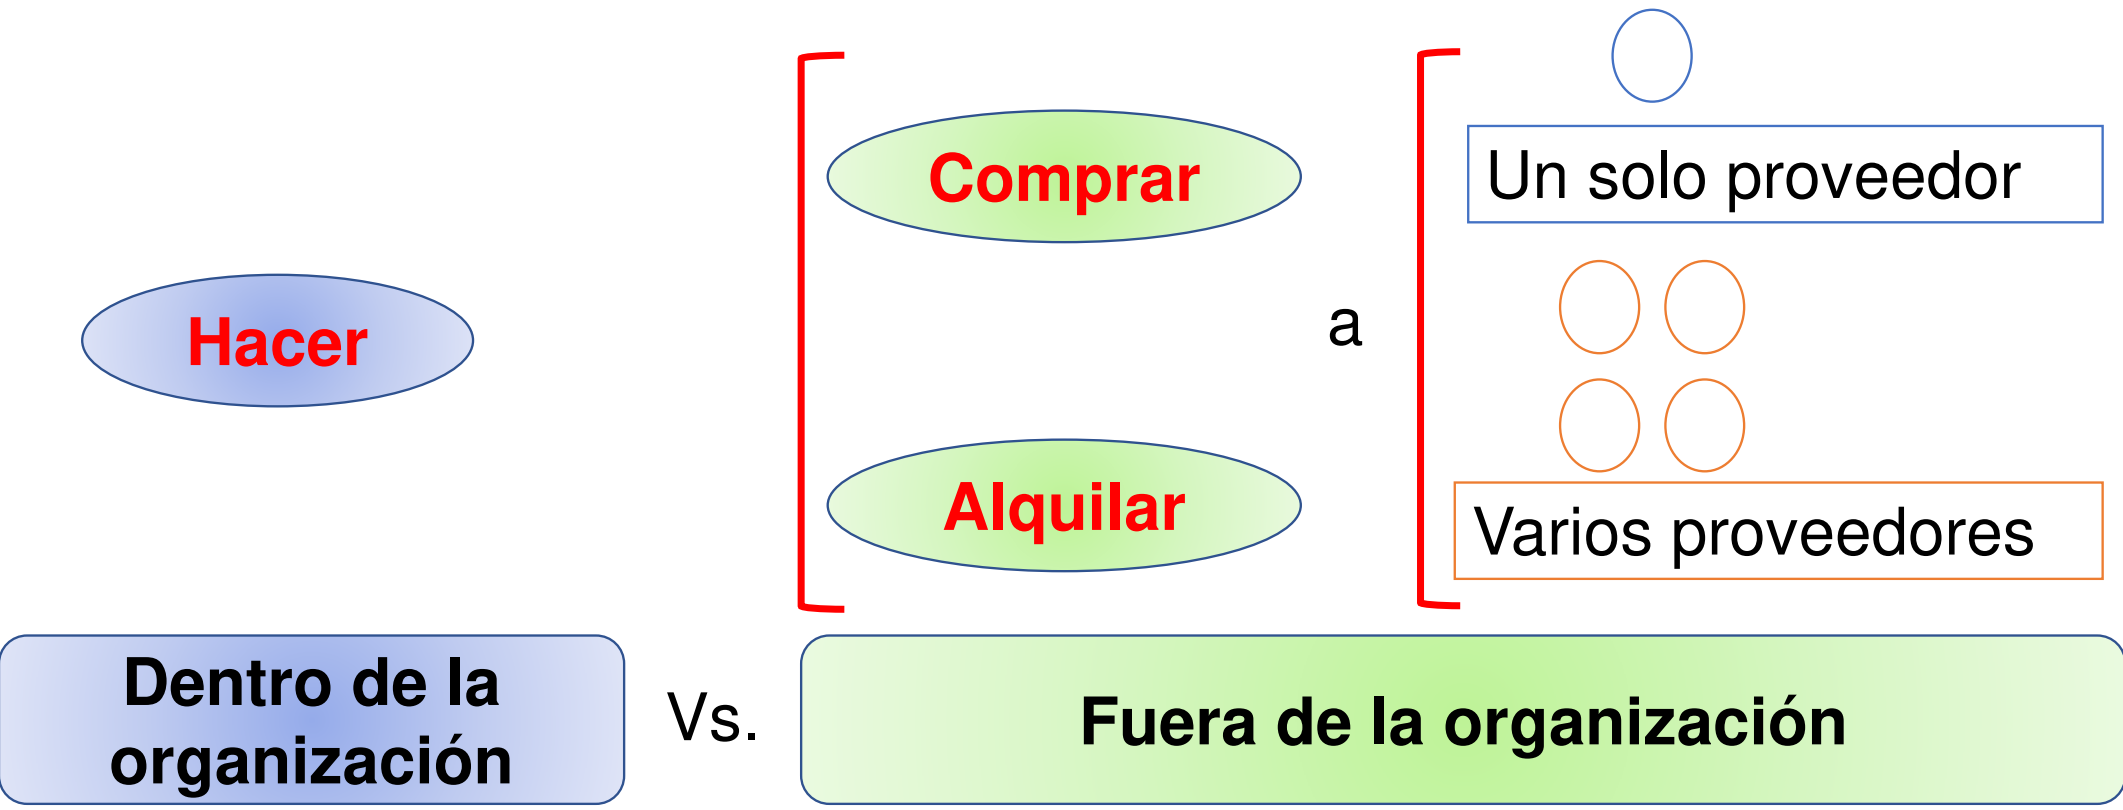 Hacer
Comprar
Alquilar
a
Un solo proveedor
Varios proveedores
Dentro de la
organización
Vs.
Fuera de la organización